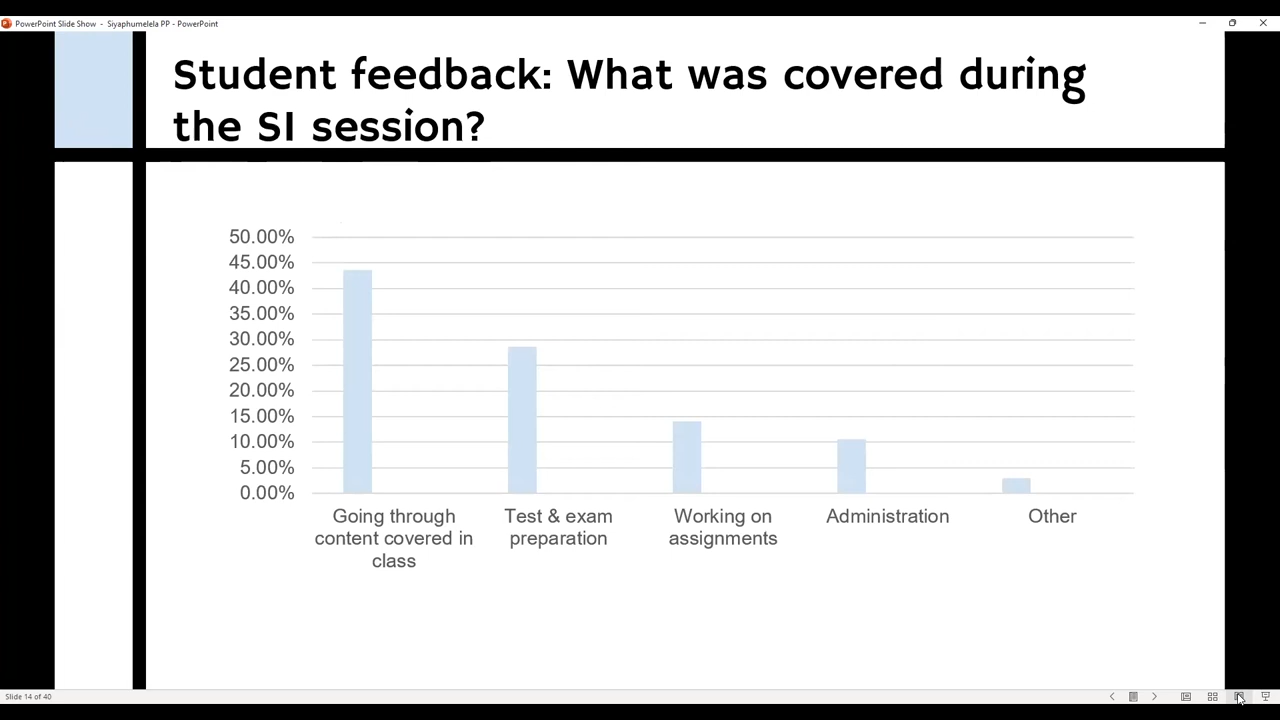 PowerPoint Slide Show - Siyaphumelela PP - PowerPoint
Student feedback: What was covered during
the SI session?
50.00%
45.00%
40.00%
35.00%
30.00%
25.00%
20.00%
15.00%
10.00%
5.00%
0.00%
Going through
content covered in
class
Test & exam
preparation
Working on
assignments
Administration
Other
Slide 14 of 40